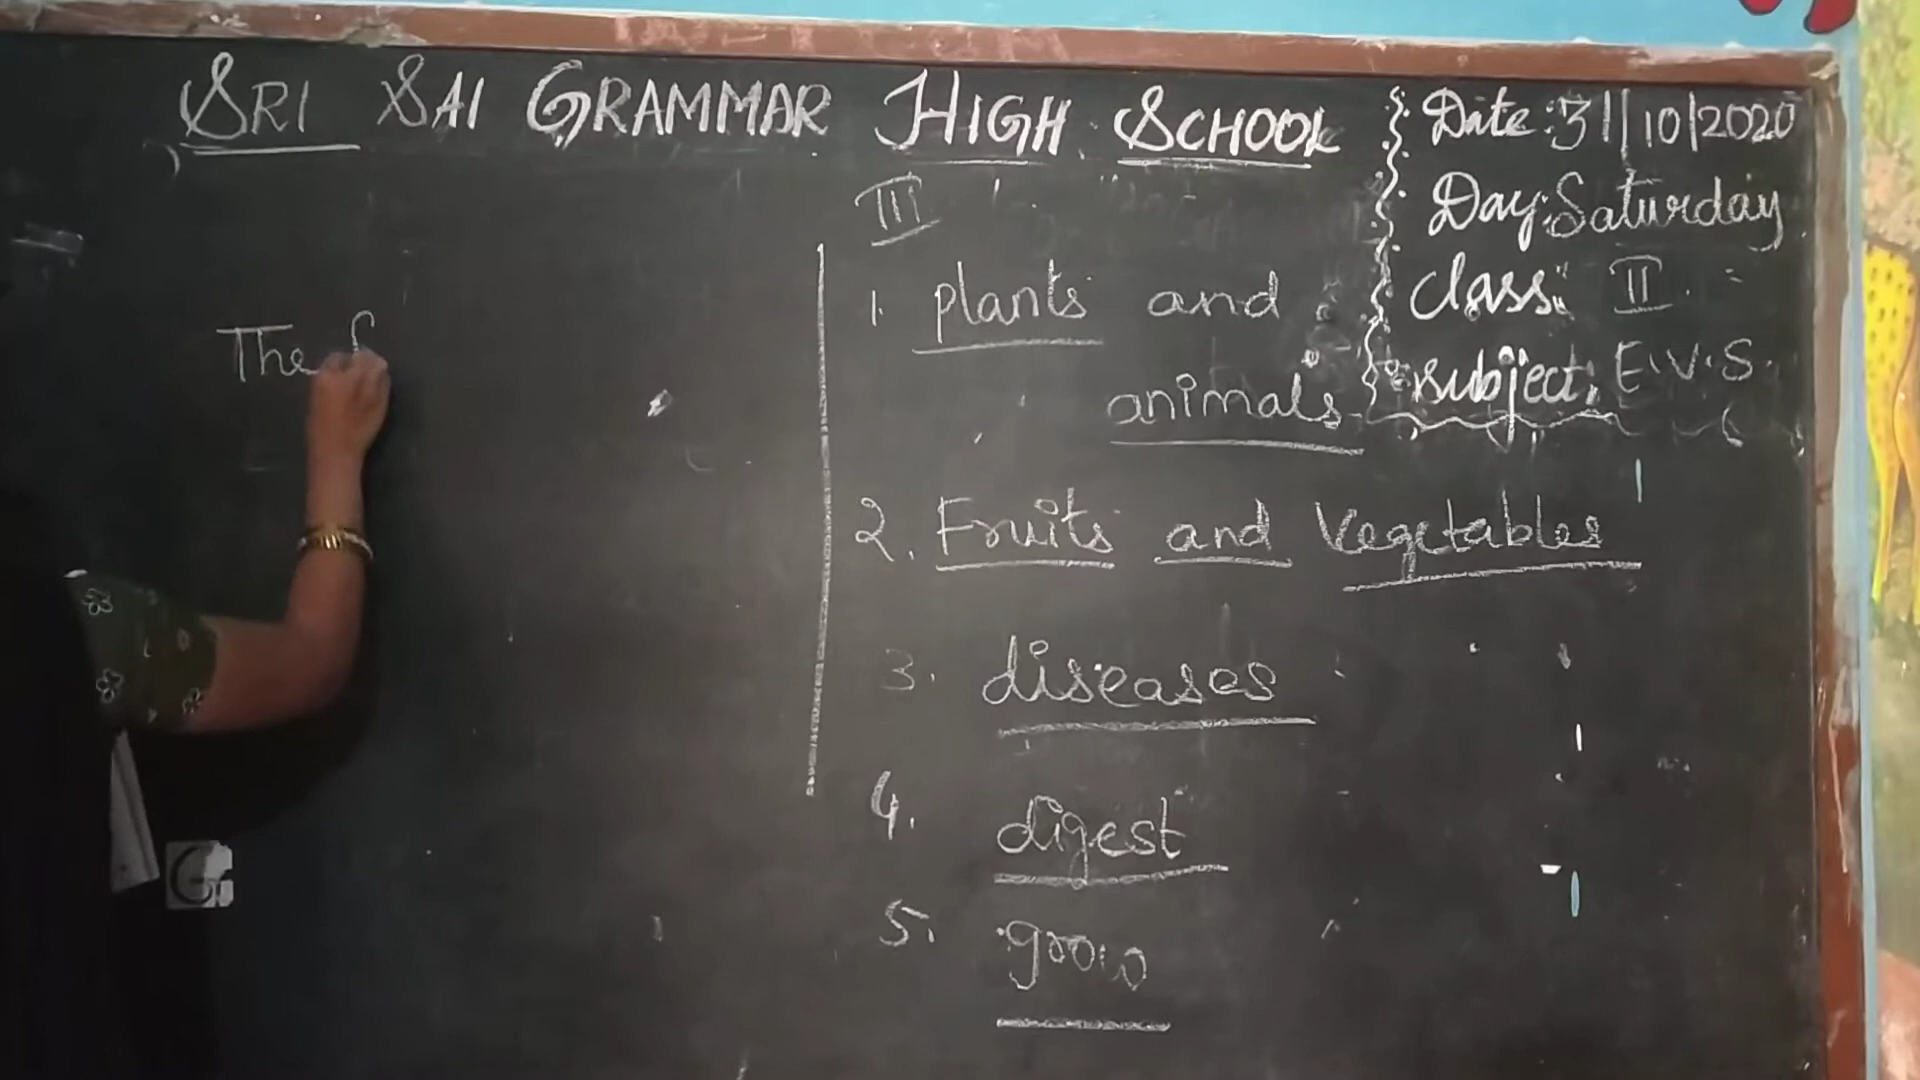 SRI SAI GRAMMAR HIGH SCHOOL
Date: 31/10/2020
Day: Saturday
class: II
subject: E.V.S.
The f
III
1. plants and
animals
2. Fruits and Vegetables
3. diseases
4. digest
5. grow